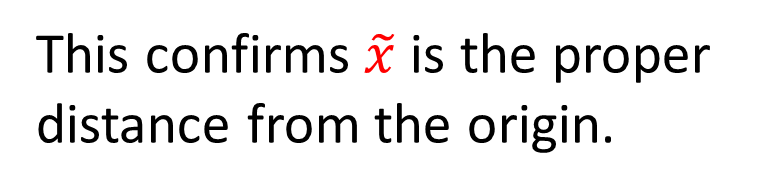 This confirms x̃ is the proper
distance from the origin.